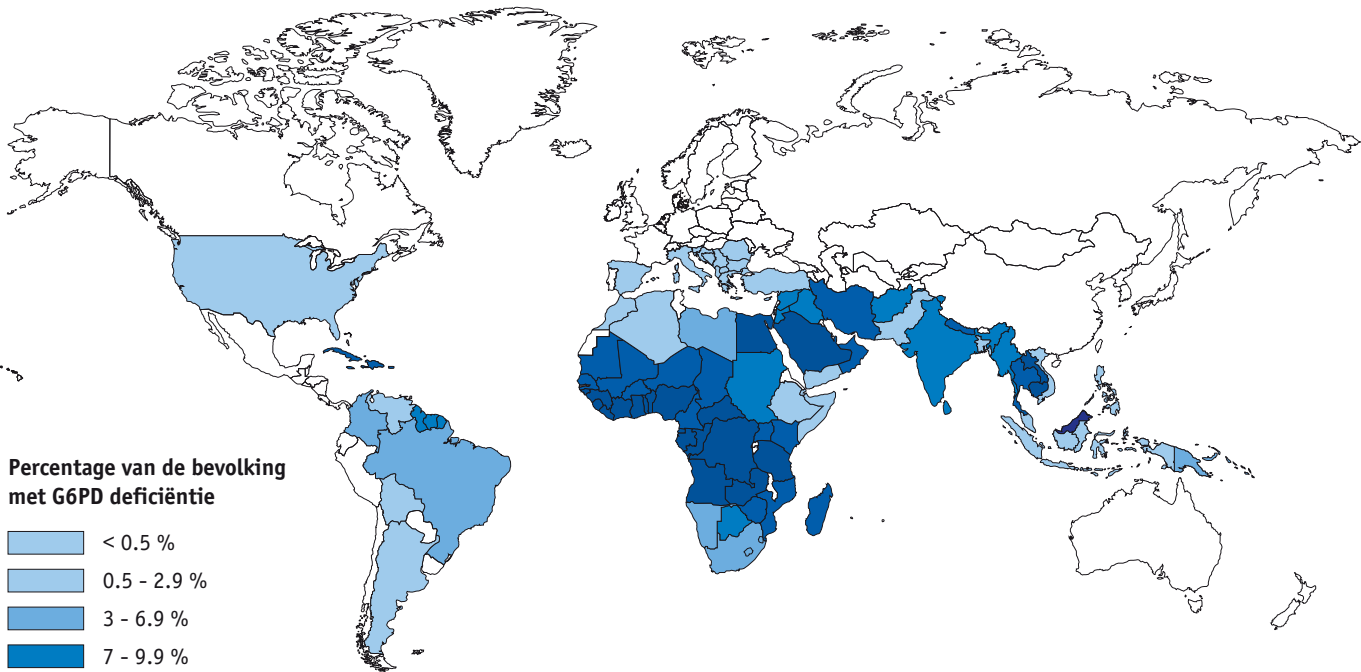 Percentage van de bevolking
met G6PD deficiëntie
< 0.5 %
0.5 - 2.9 %
3 - 6.9 %
7 - 9.9 %